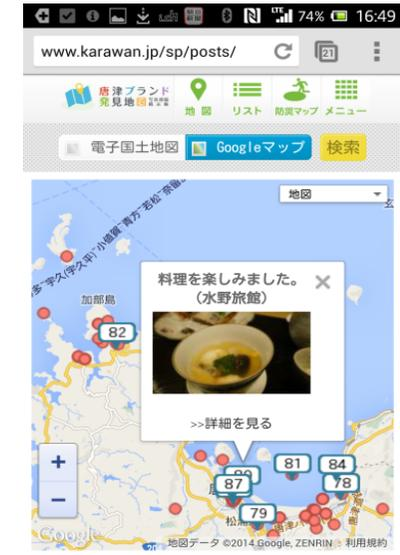 74% 16:49
www.karawan.jp/sp/posts/
21
唐津ブランド
発見地図
地図
リスト
防災マップ
メニュー
電子国土地図
Googleマップ
検索
地図
加部島
82
料理を楽しみました。
(水野旅館)
>>詳細を見る
+
−
81
84
87
78
79
Google
地図データ ©2014 Google, ZENRIN
利用規約